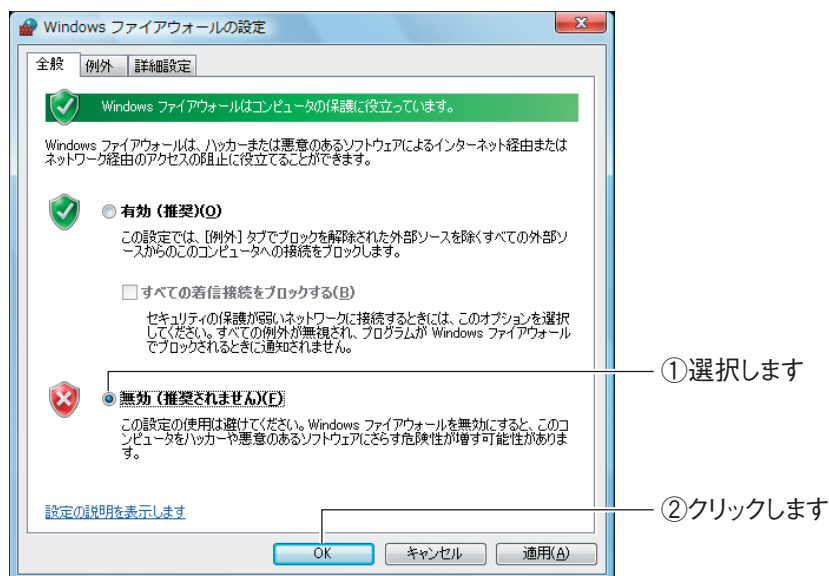 Windows ファイアウォールの設定
全般 例外 詳細設定
Windows ファイアウォールはコンピュータの保護に役立っています。
Windows ファイアウォールは、ハッカーまたは悪意のあるソフトウェアによるインターネット経由または
ネットワーク経由のアクセスの阻止に役立てることができます。
有効 (推奨)(O)
この設定では、[例外] タブでブロックを解除された外部ソースを除くすべての外部ソ
ースからのこのコンピュータへの接続をブロックします。
すべての着信接続をブロックする(B)
セキュリティの保護が弱いネットワークに接続するときには、このオプションを選択
してください。すべての例外が無視され、プログラムが Windows ファイアウォール
でブロックされるときに通知されません。
①選択します
無効 (推奨されません)(F)
この設定の使用は避けてください。Windows ファイアウォールを無効にすると、このコ
ンピュータをハッカーや悪意のあるソフトウェアにさらす危険性が増す可能性がありま
す。
設定の説明を表示します
②クリックします
OK キャンセル 適用(A)